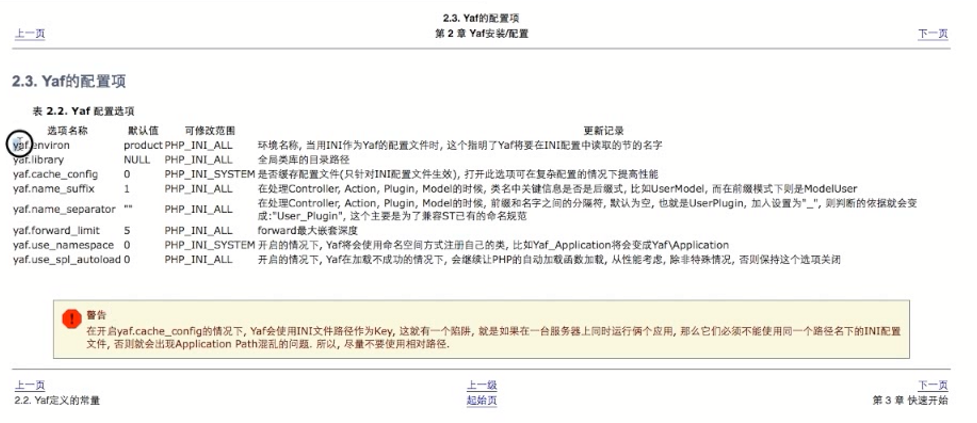 2.3. Yaf的配置项
上一页 第 2 章 Yaf安装/配置 下一页
2.3. Yaf的配置项
表 2.2. Yaf 配置选项
选项名称 默认值 可修改范围 更新记录
yaf.environ product PHP_INI_ALL 环境名称, 当用INI作为Yaf的配置文件时, 这个指明了Yaf将要在INI配置中读取的节的名字
yaf.library NULL PHP_INI_ALL 全局类库的目录路径
yaf.cache_config 0 PHP_INI_SYSTEM 是否缓存配置文件(只针对INI配置文件生效), 打开此选项可在复杂配置的情况下提高性能
yaf.name_suffix 1 PHP_INI_ALL 在处理Controller, Action, Plugin, Model的时候, 类名中关键信息是否是后缀式, 比如UserModel, 而在前缀模式下则是ModelUser
yaf.name_separator "" PHP_INI_ALL 在处理Controller, Action, Plugin, Model的时候, 前缀和名字之间的分隔符, 默认为空, 也就是UserPlugin, 加入设置为"_", 则判断的依据就会变
成:"User_Plugin", 这个主要是为了兼容ST已有的命名规范
yaf.forward_limit 5 PHP_INI_ALL forward最大嵌套深度
yaf.use_namespace 0 PHP_INI_SYSTEM 开启的情况下, Yaf将会使用命名空间方式注册自己的类, 比如Yaf_Application将会变成Yaf\Application
yaf.use_spl_autoload 0 PHP_INI_ALL 开启的情况下, Yaf在加载不成功的情况下, 会继续让PHP的自动加载函数加载, 从性能考虑, 除非特殊情况, 否则保持这个选项关闭
警告
在开启yaf.cache_config的情况下, Yaf会使用INI文件路径作为Key, 这就有一个陷阱, 就是如果在一台服务器上同时运行俩个应用, 那么它们必须不能使用同一个路径名下的INI配置
文件, 否则就会出现Application Path混乱的问题. 所以, 尽量不要使用相对路径.
上一页 上一级 下一页
2.2. Yaf定义的常量 起始页 第 3 章 快速开始